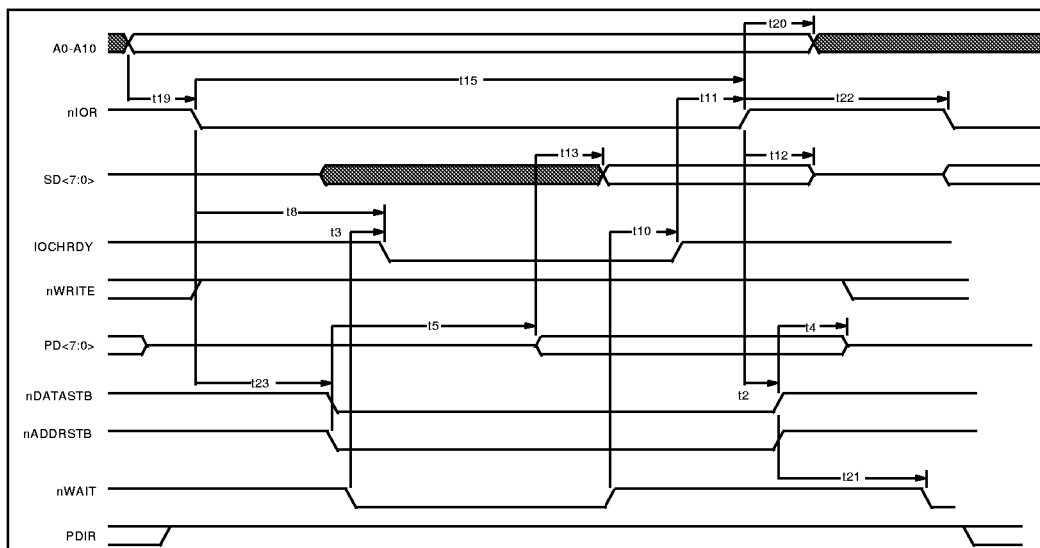 t20
A0-A10
t15
t19
t11
t22
nIOR
t13
t12
SD<7:0>
t8
t3
t10
IOCHRDY
nWRITE
t5
t4
PD<7:0>
t23
t2
nDATASTB
nADDRSTB
t21
nWAIT
PDIR